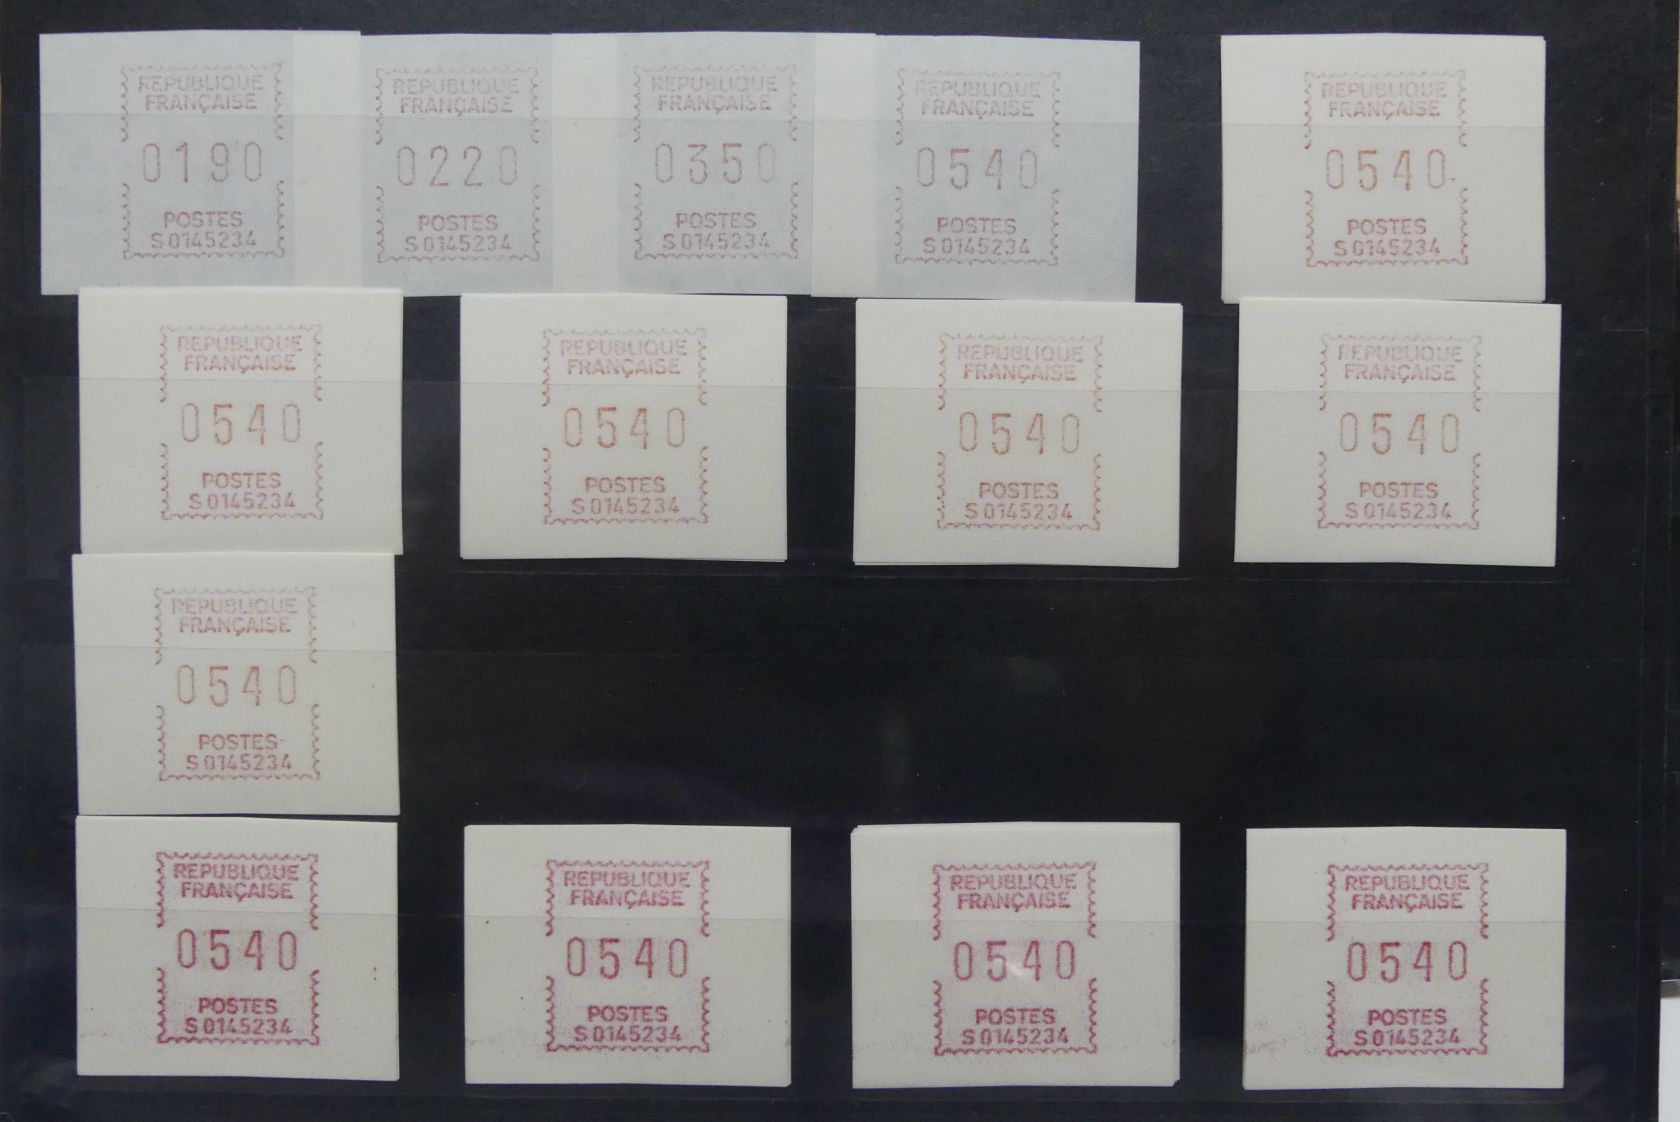 REPUBLIQUE
FRANÇAISE
0190
POSTES
S 0145234
REPUBLIQUE
FRANÇAISE
0220
POSTES
S 0145234
REPUBLIQUE
FRANÇAISE
0350
POSTES
S 0145234
REPUBLIQUE
FRANÇAISE
0540
POSTES
S 0145234
REPUBLIQUE
FRANÇAISE
0540
POSTES
S 0145234
REPUBLIQUE
FRANÇAISE
0540
POSTES
S 0145234
REPUBLIQUE
FRANÇAISE
0540
POSTES
S 0145234
REPUBLIQUE
FRANÇAISE
0540
POSTES
S 0145234
REPUBLIQUE
FRANÇAISE
0540
POSTES
S 0145234
REPUBLIQUE
FRANÇAISE
0540
POSTES
S 0145234
REPUBLIQUE
FRANÇAISE
0540
POSTES
S 0145234
REPUBLIQUE
FRANÇAISE
0540
POSTES
S 0145234
REPUBLIQUE
FRANÇAISE
0540
POSTES
S 0145234
REPUBLIQUE
FRANÇAISE
0540
POSTES
S 0145234